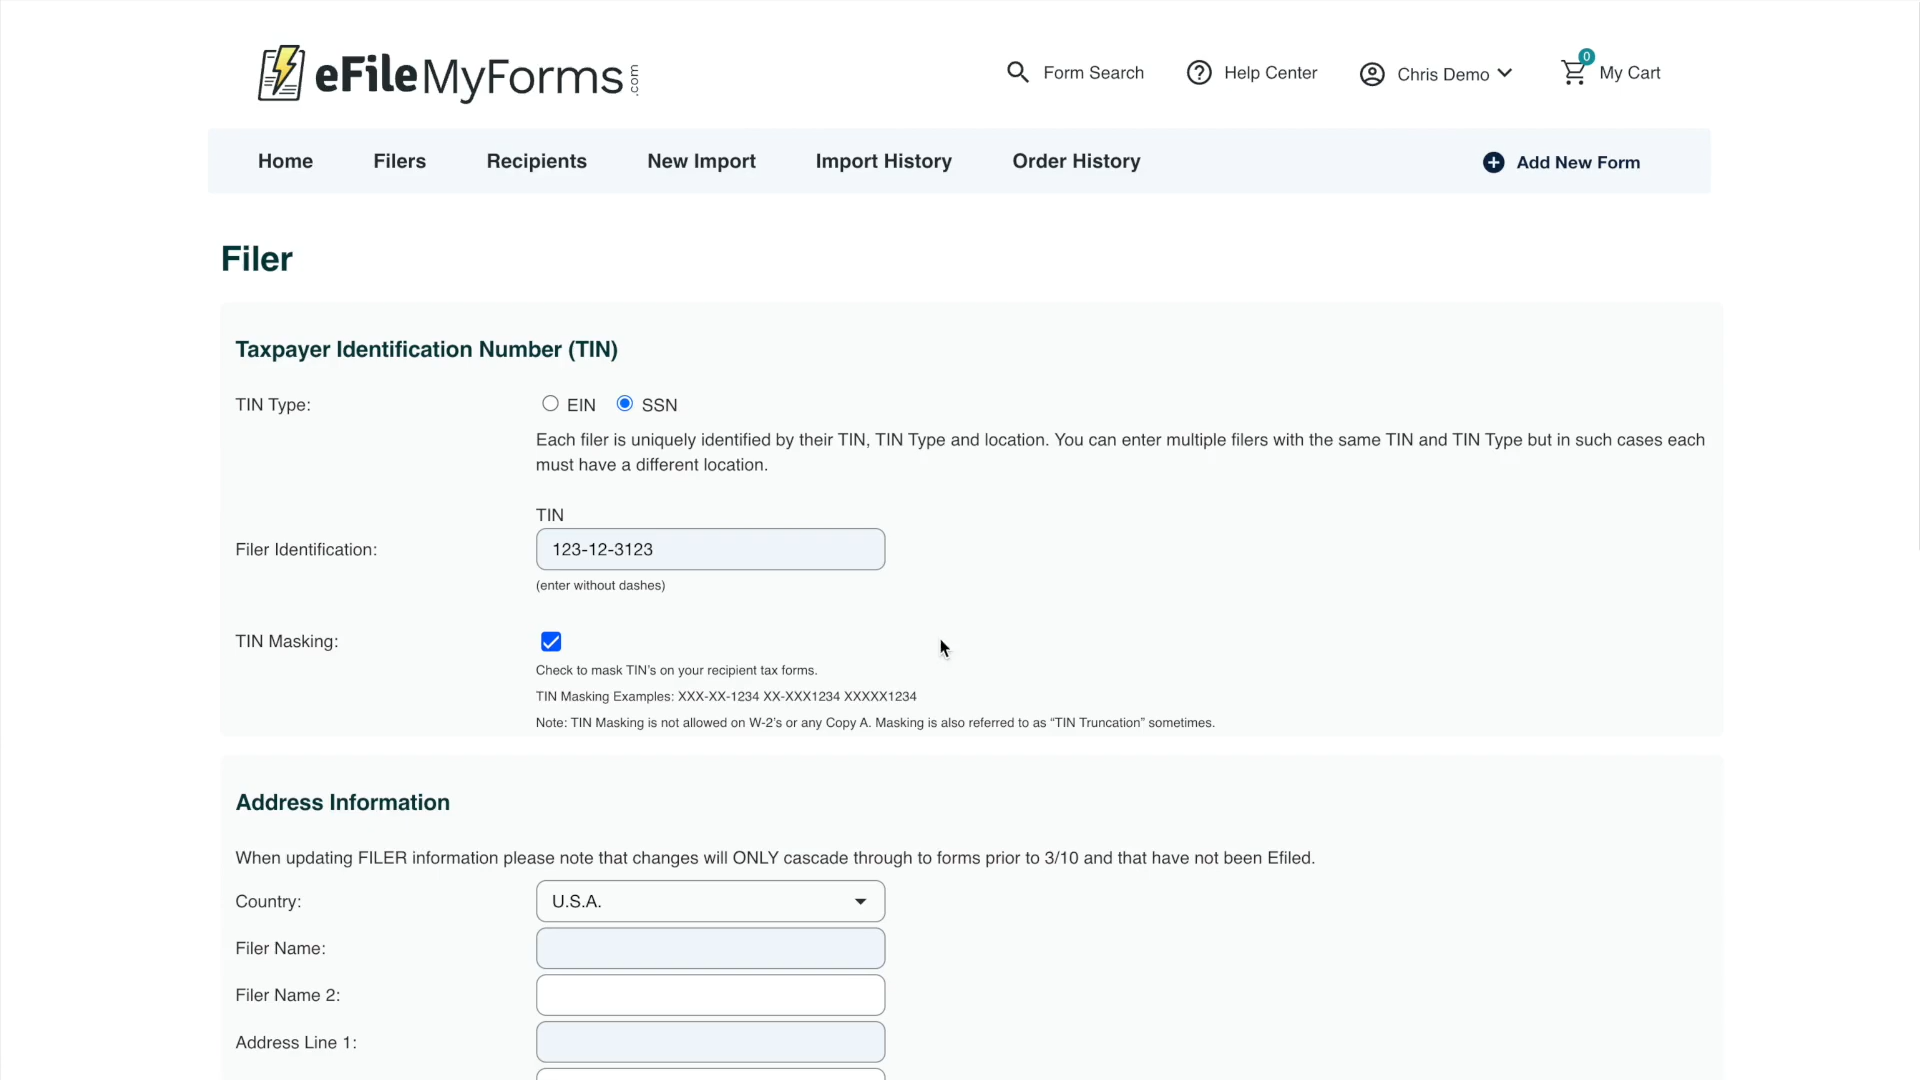 eFileMyForms.com
Form Search
Help Center
Chris Demo
0
My Cart
Home
Filers
Recipients
New Import
Import History
Order History
Add New Form
Filer
Taxpayer Identification Number (TIN)
TIN Type:
EIN
SSN
Each filer is uniquely identified by their TIN, TIN Type and location. You can enter multiple filers with the same TIN and TIN Type but in such cases each
must have a different location.
TIN
Filer Identification:
123-12-3123
(enter without dashes)
TIN Masking:
Check to mask TIN's on your recipient tax forms.
TIN Masking Examples: XXX-XX-1234 XX-XXX1234 XXXXX1234
Note: TIN Masking is not allowed on W-2's or any Copy A. Masking is also referred to as “TIN Truncation” sometimes.
Address Information
When updating FILER information please note that changes will ONLY cascade through to forms prior to 3/10 and that have not been Efiled.
Country:
U.S.A.
Filer Name:
Filer Name 2:
Address Line 1: